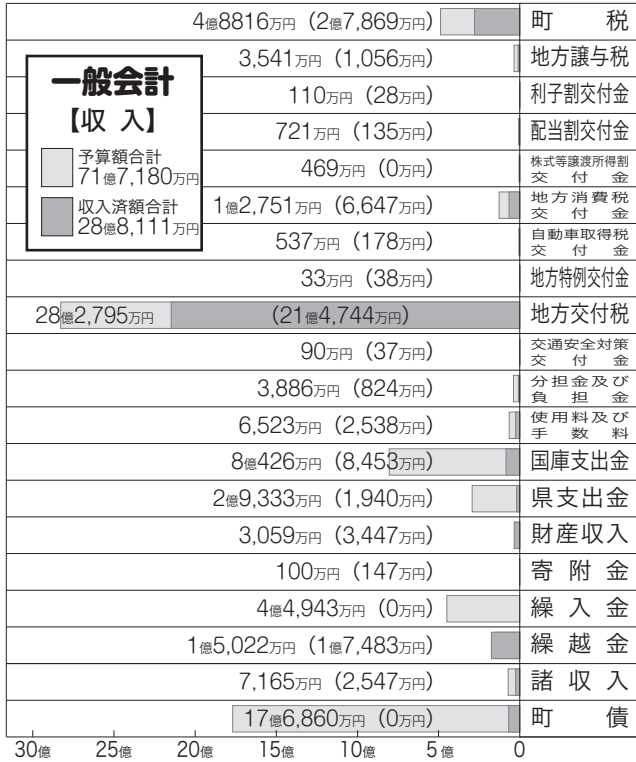 4億8816万円 (2億7,869万円) 町税
3,541万円 (1,056万円) 地方譲与税
一般会計
【収入】
予算額合計
71億7,180万円
収入済額合計
28億8,111万円
110万円 (28万円) 利子割交付金
721万円 (135万円) 配当割交付金
469万円 (0万円) 株式等譲渡所得割
交付金
1億2,751万円 (6,647万円) 地方消費税
交付金
537万円 (178万円) 自動車取得税
交付金
33万円 (38万円) 地方特例交付金
28億2,795万円 (21億4,744万円) 地方交付税
90万円 (37万円) 交通安全対策
交付金
3,886万円 (824万円) 分担金及び
負担金
6,523万円 (2,538万円) 使用料及び
手数料
8億426万円 (8,453万円) 国庫支出金
2億9,333万円 (1,940万円) 県支出金
3,059万円 (3,447万円) 財産収入
100万円 (147万円) 寄附金
4億4,943万円 (0万円) 繰入金
1億5,022万円 (1億7,483万円) 繰越金
7,165万円 (2,547万円) 諸収入
17億6,860万円 (0万円) 町債
30億 25億 20億 15億 10億 5億 0